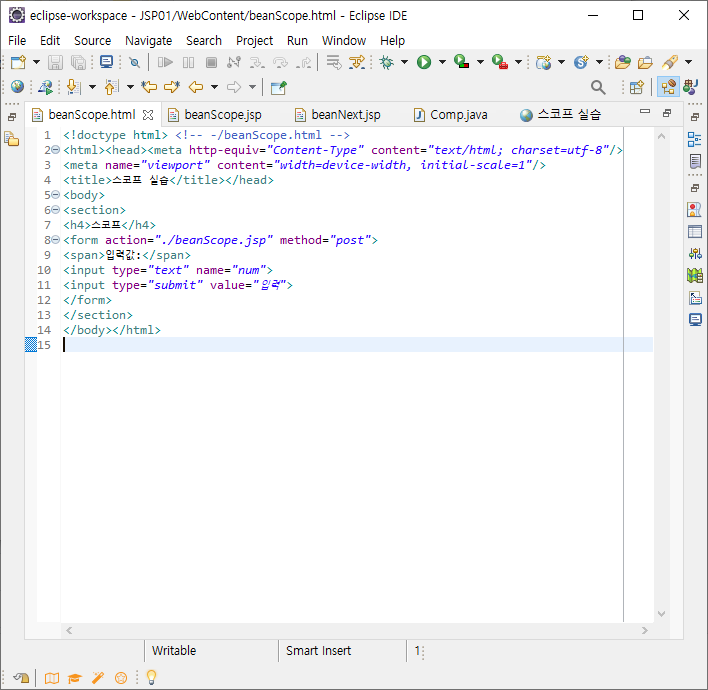 eclipse-workspace - JSP01/WebContent/beanScope.html - Eclipse IDE
File Edit Source Navigate Search Project Run Window Help
beanScope.html beanScope.jsp beanNext.jsp Comp.java 스코프 실습
1 <!doctype html> <!-- -/beanScope.html -->
2 <html><head><meta http-equiv="Content-Type" content="text/html; charset=utf-8"/>
3 <meta name="viewport" content="width=device-width, initial-scale=1"/>
4 <title>스코프 실습</title></head>
5 <body>
6 <section>
7 <h4>스코프</h4>
8 <form action="./beanScope.jsp" method="post">
9 <span>입력값:</span>
10 <input type="text" name="num">
11 <input type="submit" value="입력">
12 </form>
13 </section>
14 </body></html>
15
Writable Smart Insert 1